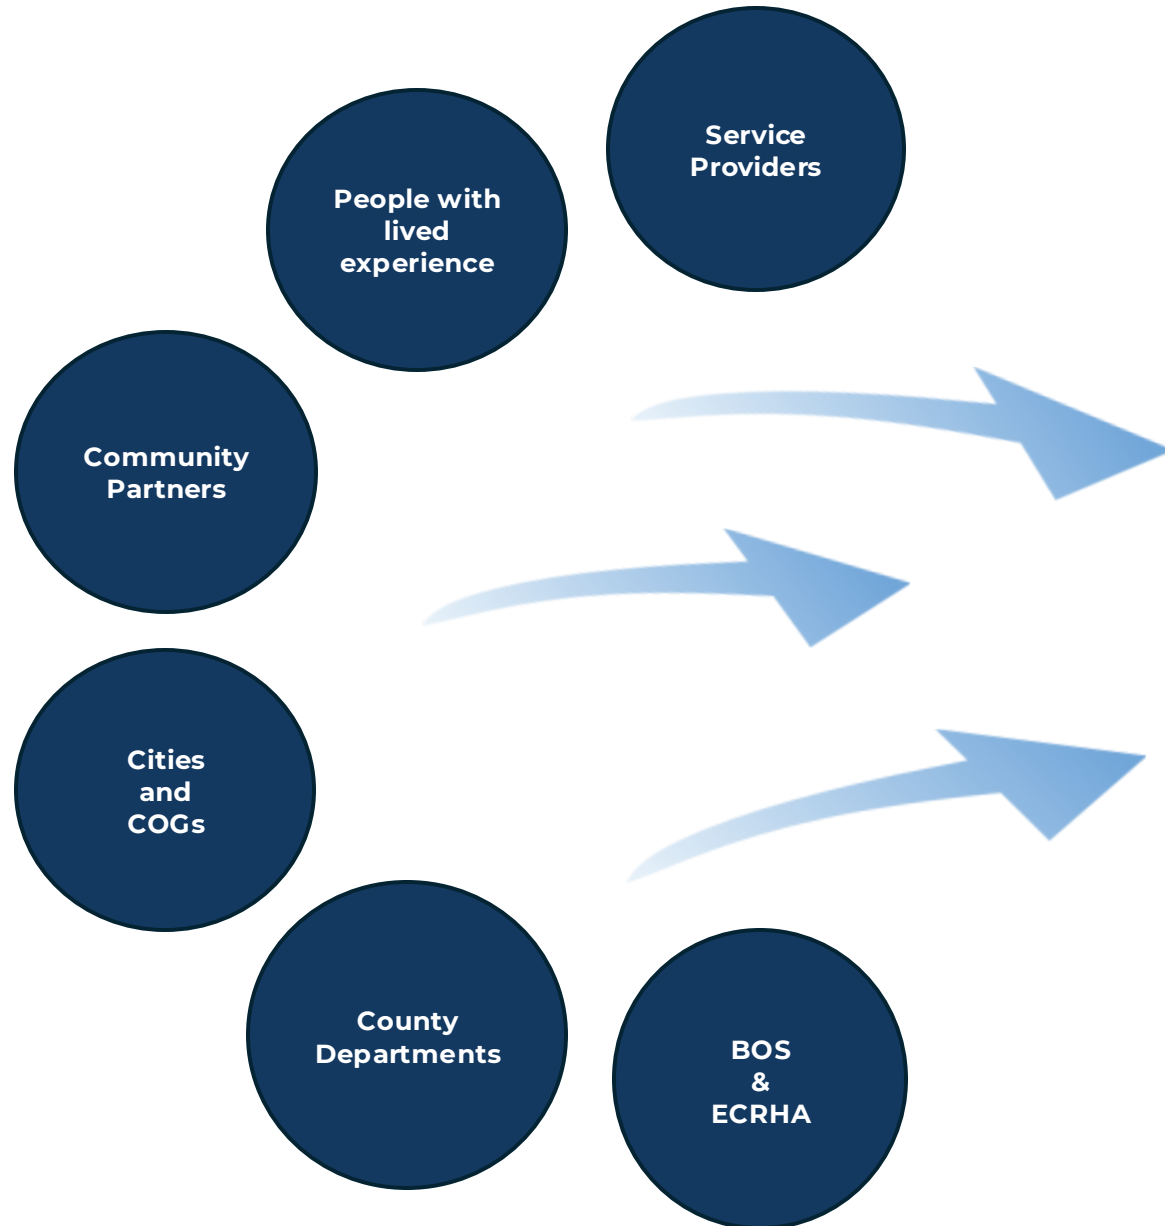 Service
Providers
People with
lived
experience
Community
Partners
Cities
and
COGs
County
Departments
BOS
&
ECRHA